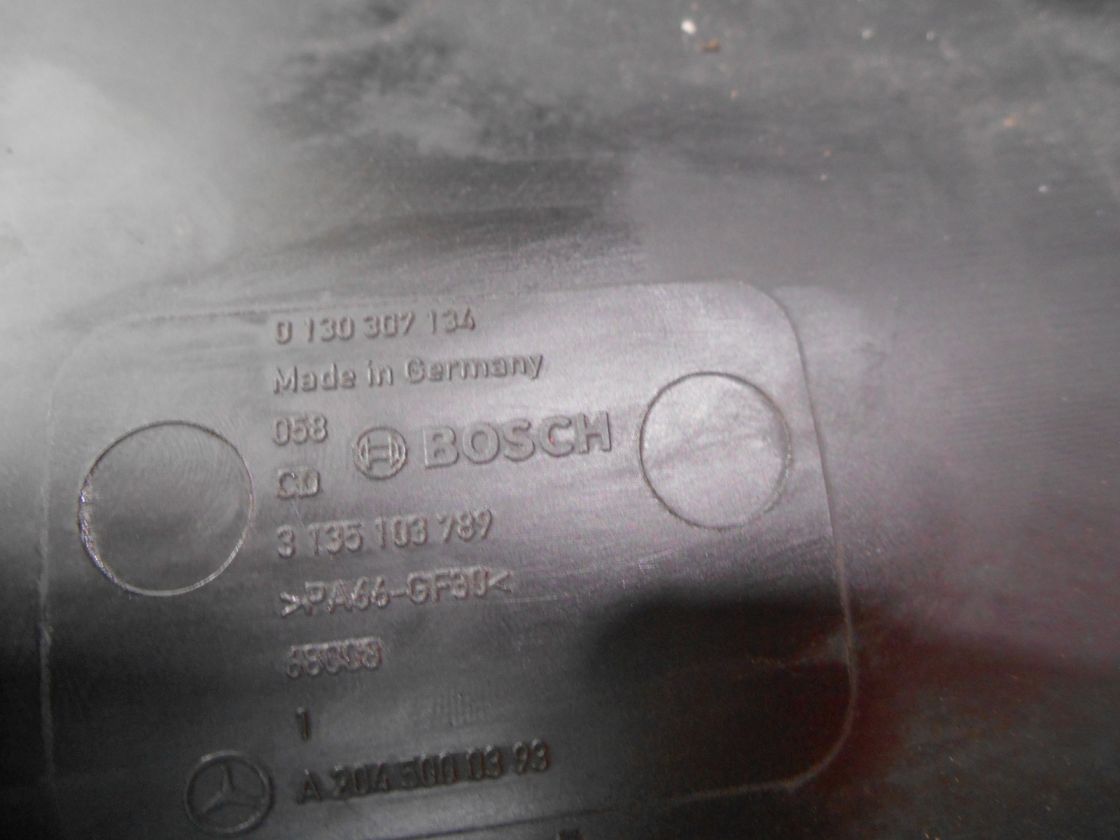 0 130 307 134
Made in Germany
058 BOSCH
CD
3 135 103 789
>PA66-GF30<
1
A 204 500 03 93